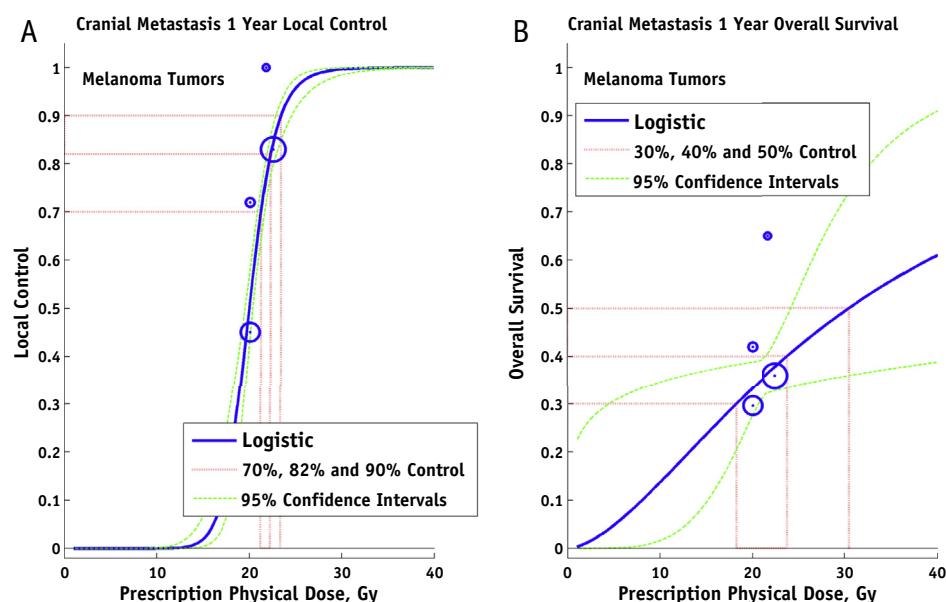 A
Cranial Metastasis 1 Year Local Control
Melanoma Tumors
1
0.9
0.8
0.7
0.6
0.5
0.4
0.3
0.2
0.1
0
Local Control
Logistic
70%, 82% and 90% Control
95% Confidence Intervals
0 10 20 30 40
Prescription Physical Dose, Gy
B
Cranial Metastasis 1 Year Overall Survival
Melanoma Tumors
Logistic
30%, 40% and 50% Control
95% Confidence Intervals
1
0.9
0.8
0.7
0.6
0.5
0.4
0.3
0.2
0.1
0
Overall Survival
0 10 20 30 40
Prescription Physical Dose, Gy